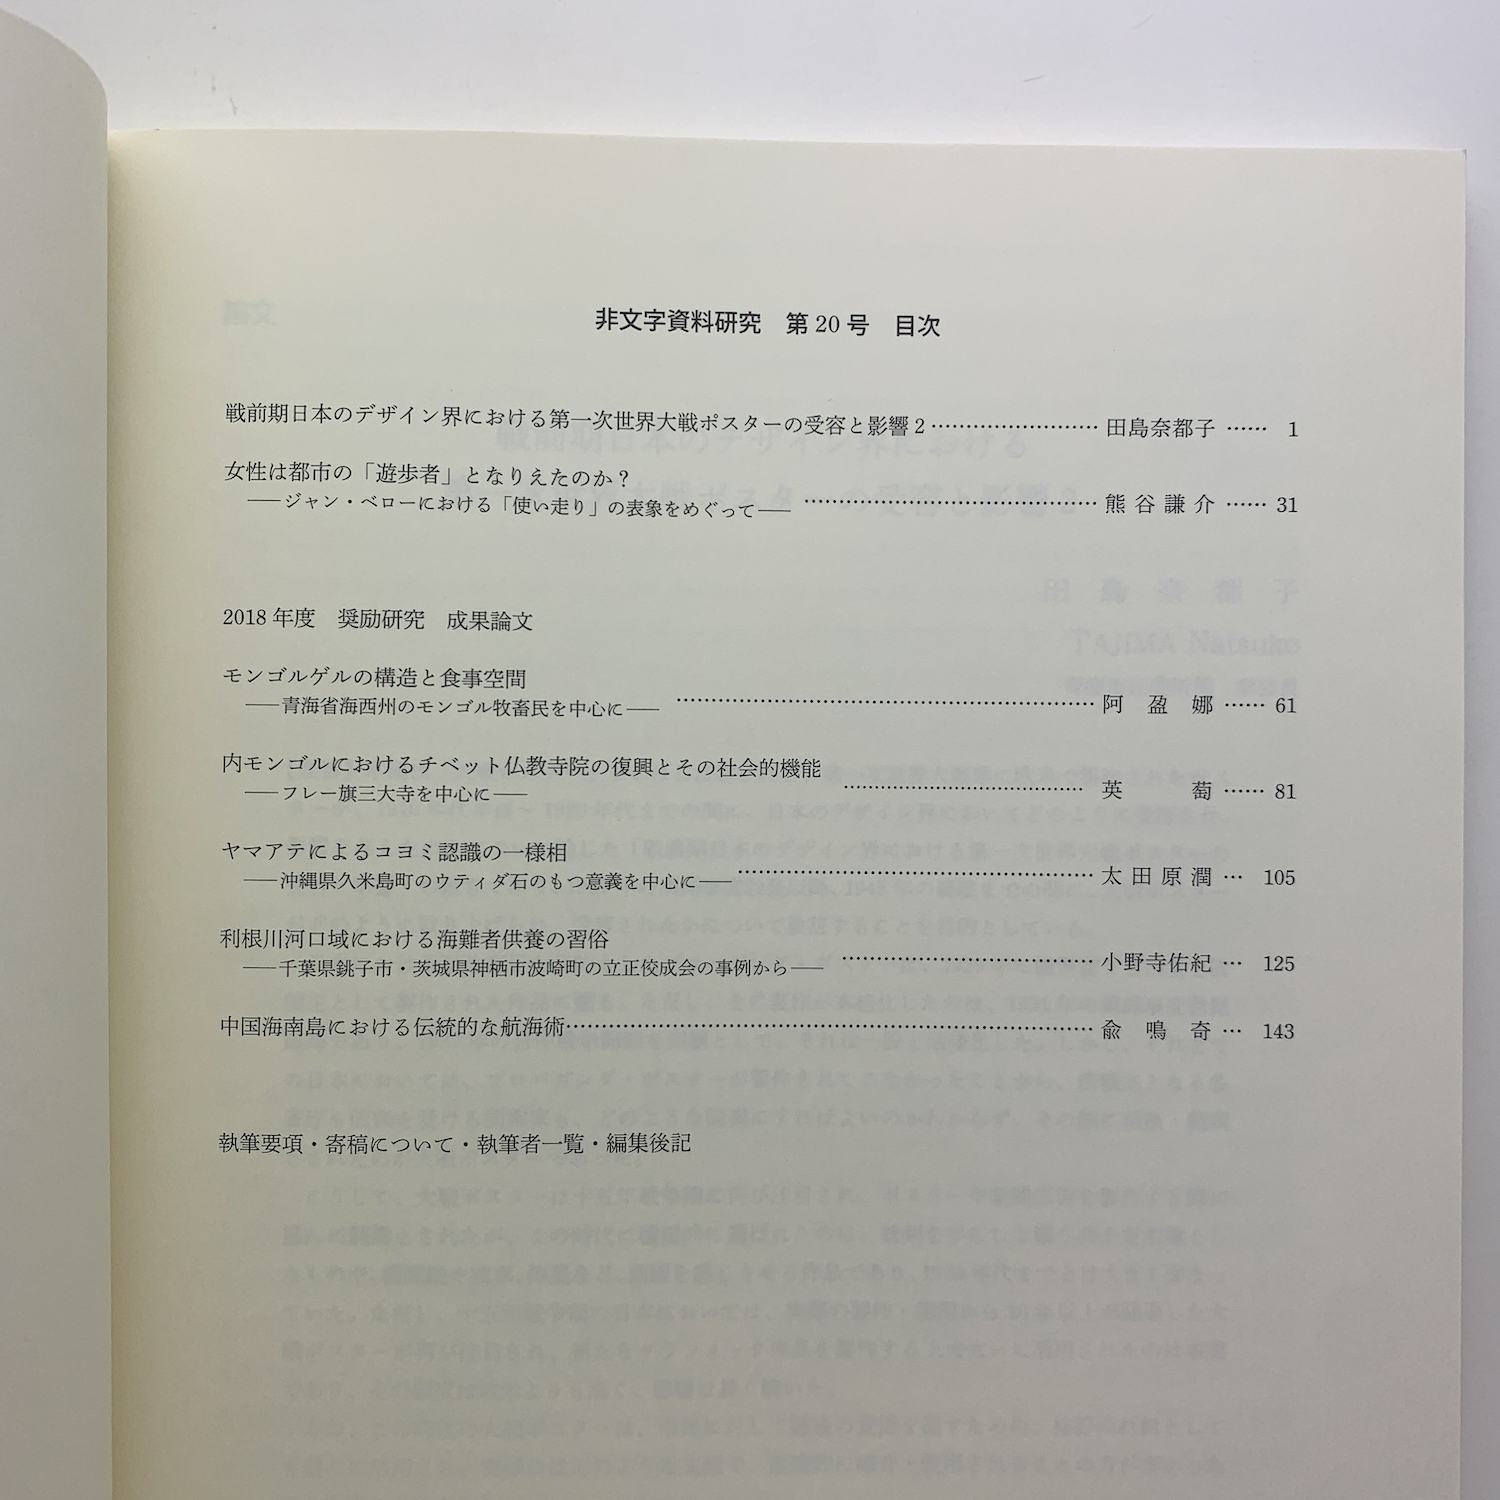 非文字資料研究　第20号　目次
戦前期日本のデザイン界における第一次世界大戦ポスターの受容と影響2……………………田島奈都子……1
女性は都市の「遊歩者」となりえたのか？
――ジャン・ベローにおける「使い走り」の表象をめぐって――……………………熊谷謙介……31
2018年度　奨励研究　成果論文
モンゴルゲルの構造と食事空間
――青海省海西州のモンゴル牧畜民を中心に――……………………阿　盈　娜……61
内モンゴルにおけるチベット仏教寺院の復興とその社会的機能
――フレー旗三大寺を中心に――……………………英　　萄……81
ヤマアテによるコヨミ認識の一様相
――沖縄県久米島町のウティダ石のもつ意義を中心に――……………………太田原潤…105
利根川河口域における海難者供養の習俗
――千葉県銚子市・茨城県神栖市波崎町の立正佼成会の事例から――……………………小野寺佑紀…125
中国海南島における伝統的な航海術……………………兪　鳴　奇…143
執筆要項・寄稿について・執筆者一覧・編集後記